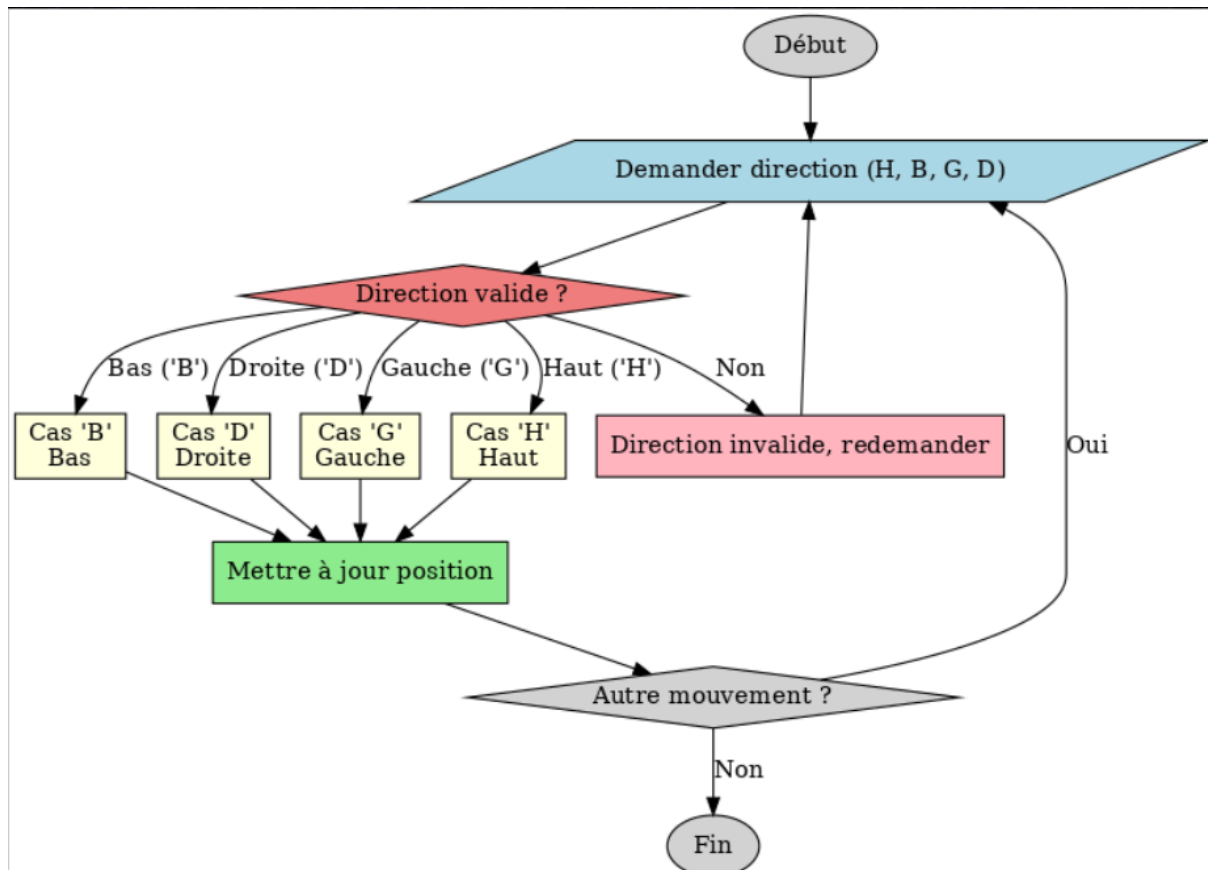 Début
Demander direction (H, B, G, D)
Direction valide ?
Bas ('B')
Droite ('D')
Gauche ('G')
Haut ('H')
Non
Cas 'B'
Bas
Cas 'D'
Droite
Cas 'G'
Gauche
Cas 'H'
Haut
Direction invalide, redemander
Oui
Mettre à jour position
Autre mouvement ?
Non
Fin